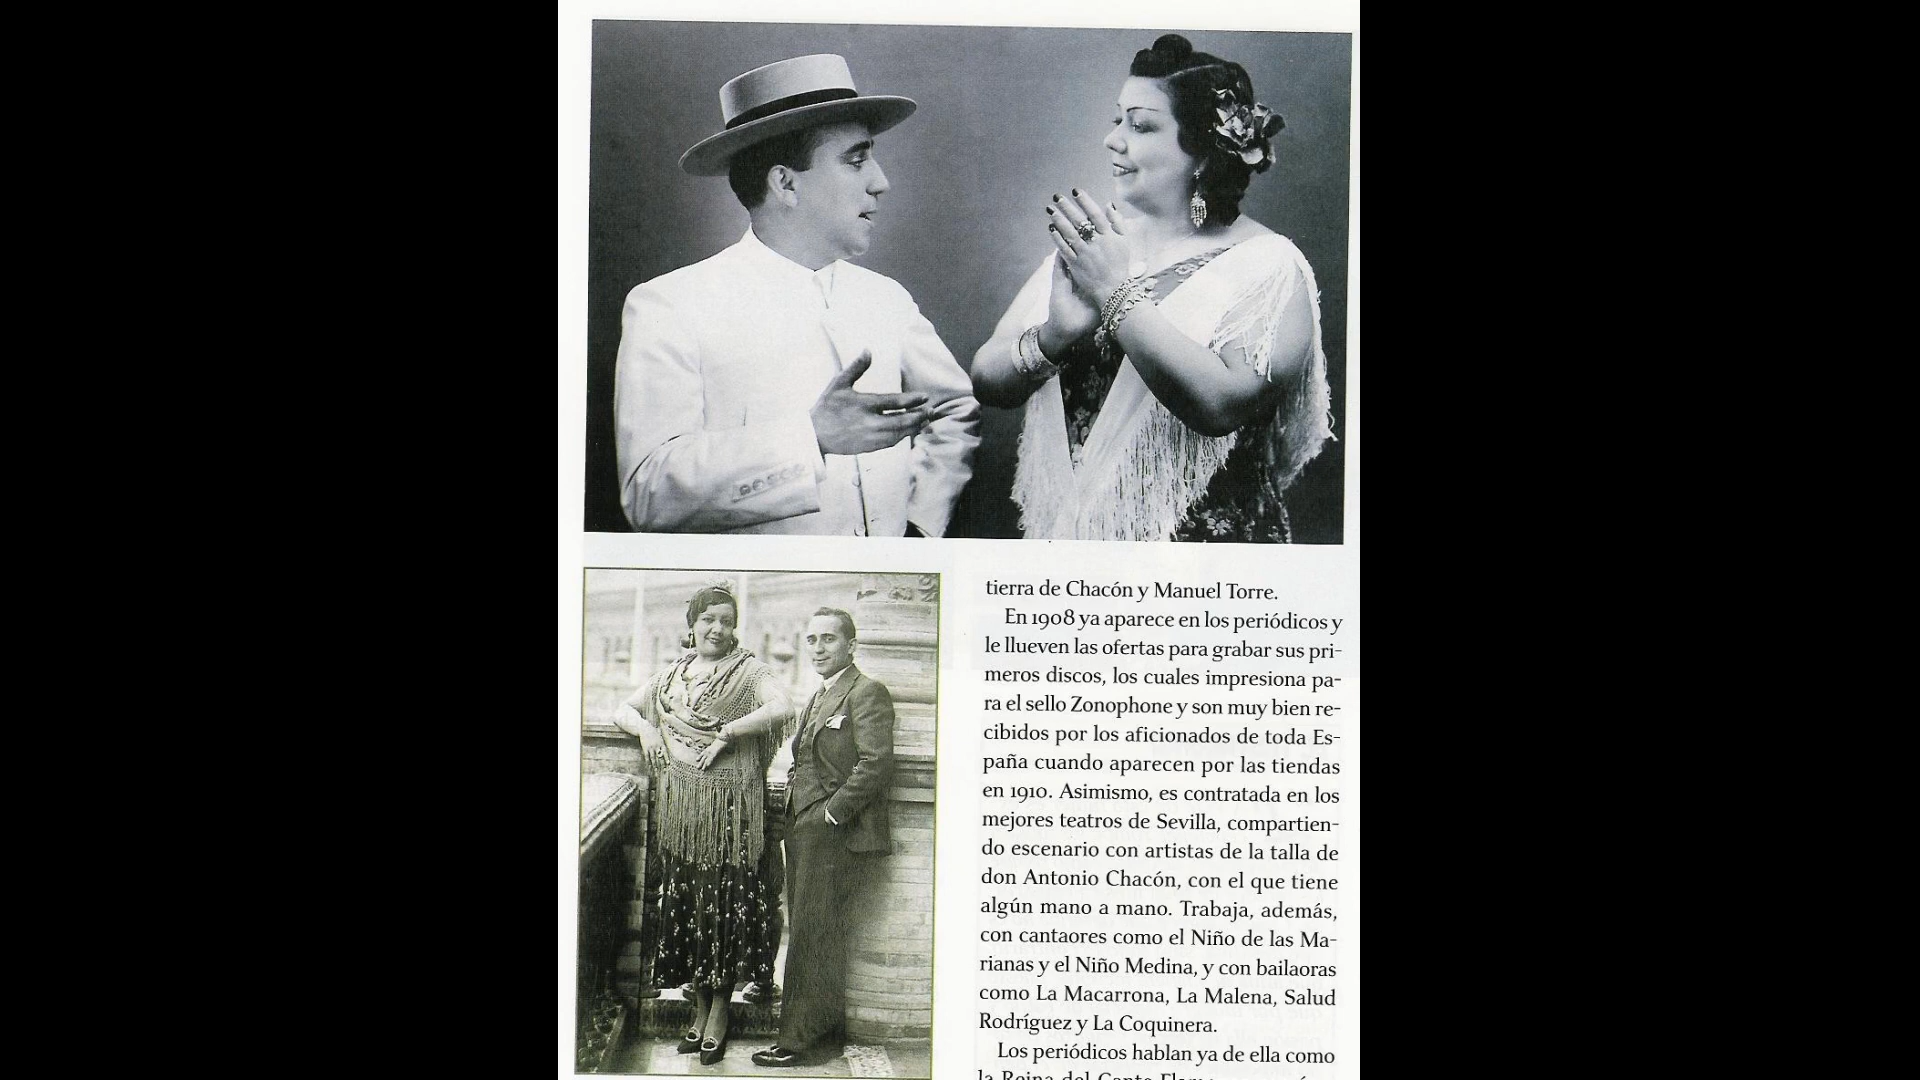 tierra de Chacón y Manuel Torre.
En 1908 ya aparece en los periódicos y
le llueven las ofertas para grabar sus pri-
meros discos, los cuales impresiona pa-
ra el sello Zonophone y son muy bien re-
cibidos por los aficionados de toda Es-
paña cuando aparecen por las tiendas
en 1910. Asimismo, es contratada en los
mejores teatros de Sevilla, compartien-
do escenario con artistas de la talla de
don Antonio Chacón, con el que tiene
algún mano a mano. Trabaja, además,
con cantaores como el Niño de las Ma-
rianas y el Niño Medina, y con bailaoras
como La Macarrona, La Malena, Salud
Rodríguez y La Coquinera.
Los periódicos hablan ya de ella como
la Reina del Cante